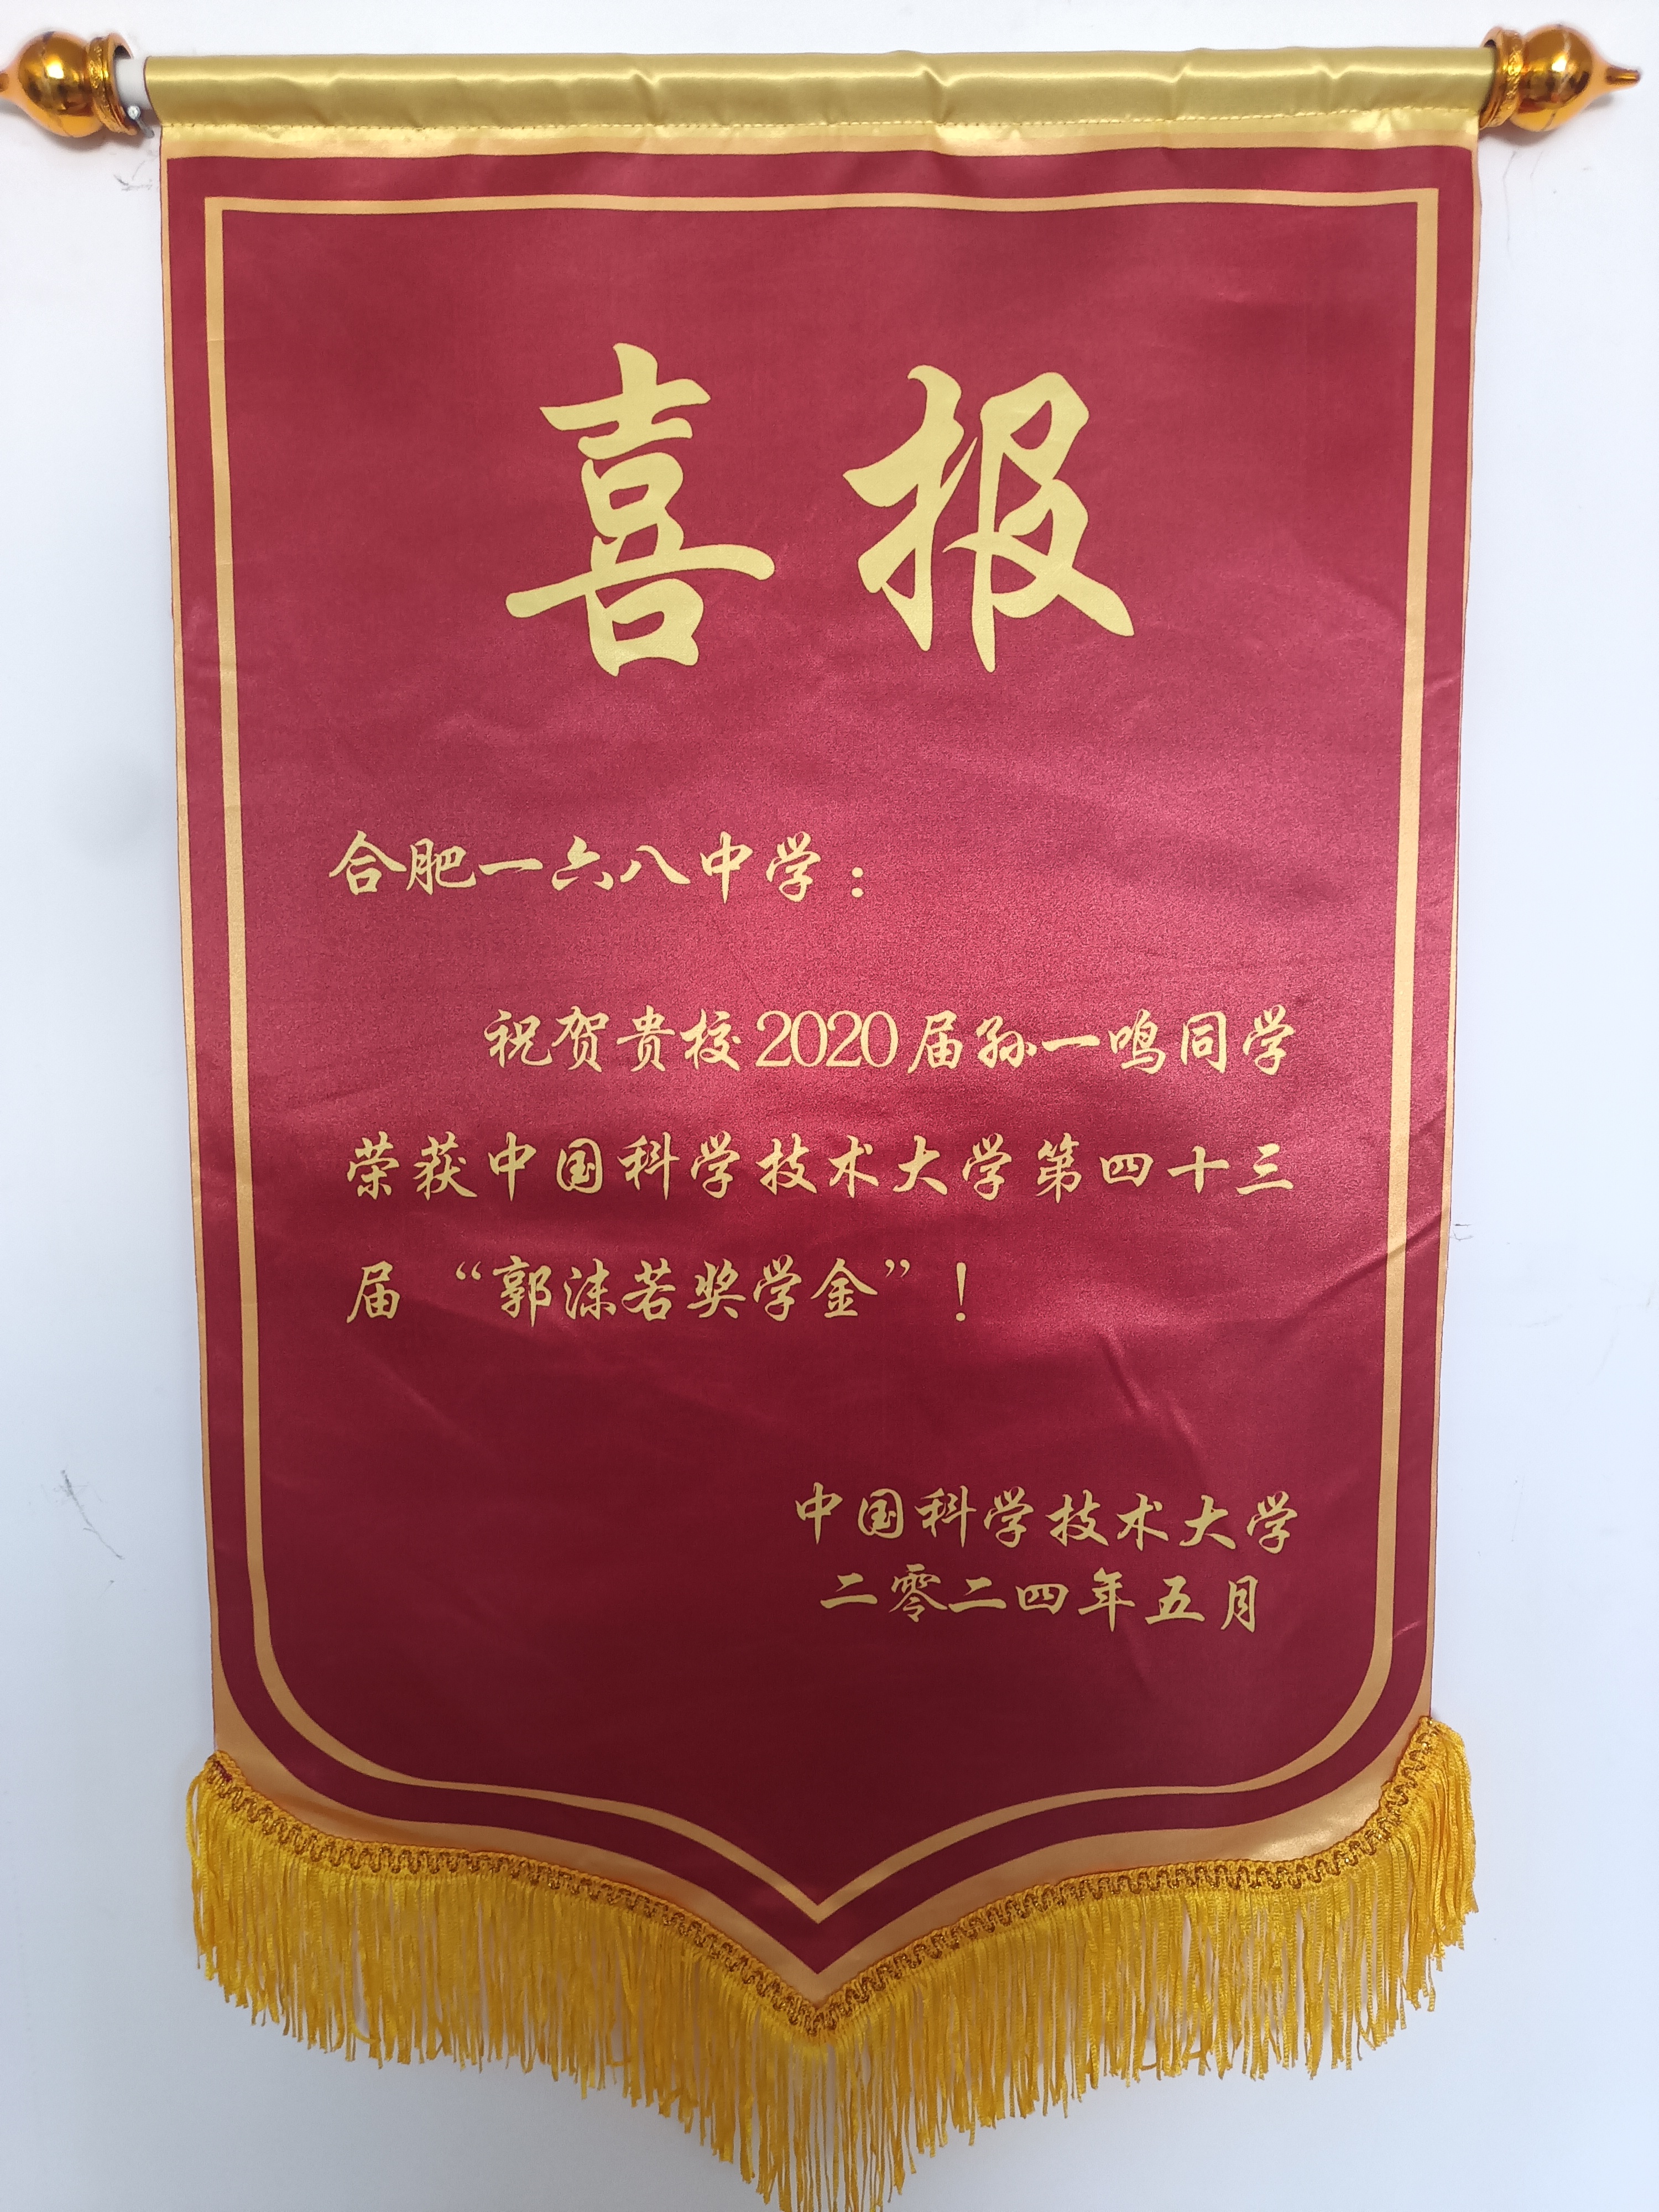 喜报
合肥一六八中学：
祝贺贵校2020届孙一鸣同学
荣获中国科学技术大学第四十三
届“郭沫若奖学金”！
中国科学技术大学
二零二四年五月